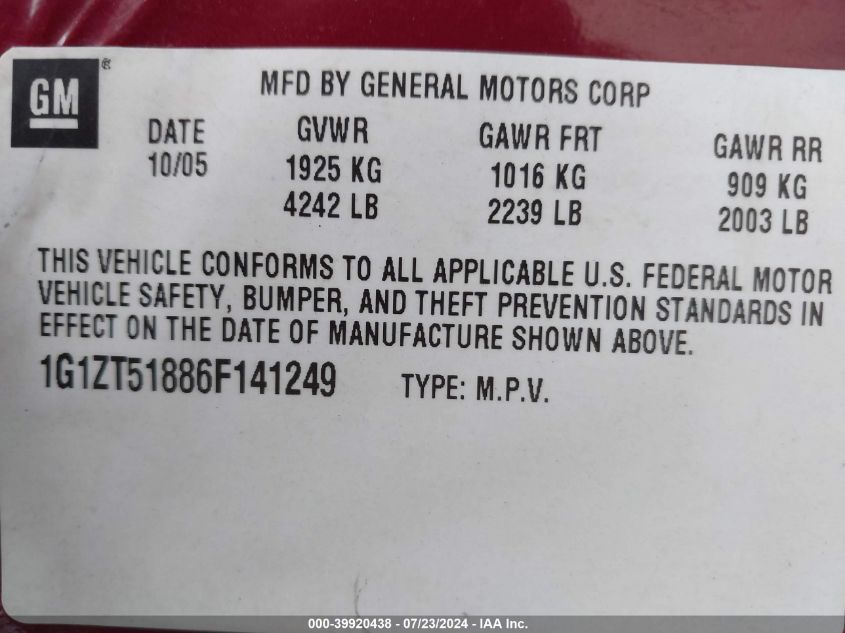 GM®
MFD BY GENERAL MOTORS CORP
DATE GVWR GAWR FRT GAWR RR
10/05 1925 KG 1016 KG 909 KG
4242 LB 2239 LB 2003 LB
THIS VEHICLE CONFORMS TO ALL APPLICABLE U.S. FEDERAL MOTOR
VEHICLE SAFETY, BUMPER, AND THEFT PREVENTION STANDARDS IN
EFFECT ON THE DATE OF MANUFACTURE SHOWN ABOVE.
1G1ZT51886F141249 TYPE: M.P.V.
000-39920438 - 07/23/2024 - IAA Inc.